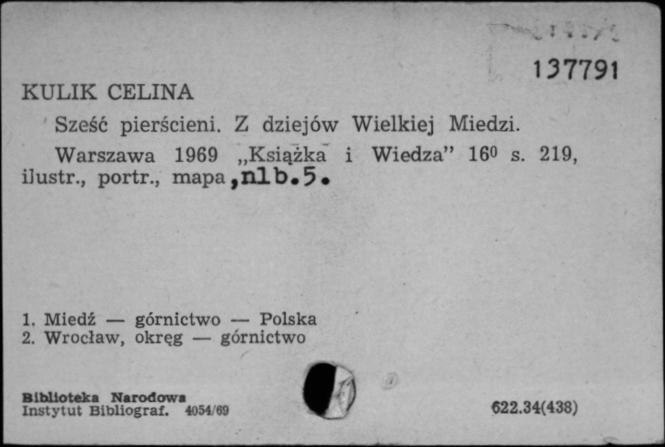 137791
KULIK CELINA
Sześć pierścieni. Z dziejów Wielkiej Miedzi.
Warszawa 1969 „Książka i Wiedza” 16⁰ s. 219,
ilustr., portr., mapa,nlb.5.
1. Miedź — górnictwo — Polska
2. Wrocław, okręg — górnictwo
Biblioteka Narodowa
Instytut Bibliograf. 4054/69
622.34(438)